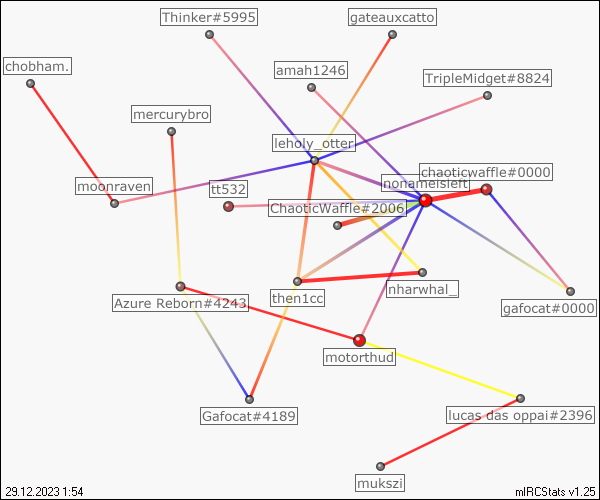 Thinker#5995
gateauxcatto
chobham.
amah1246
TripleMidget#8824
mercurybro
leholy_otter
chaoticwaffle#0000
nonameisleft
moonraven
tt532
ChaoticWaffle#2006
nharwhal_
then1cc
Azure Reborn#4243
gafocat#0000
motorthud
Gafocat#4189
lucas das oppai#2396
mukszi
29.12.2023 1:54
mIRCStats v1.25